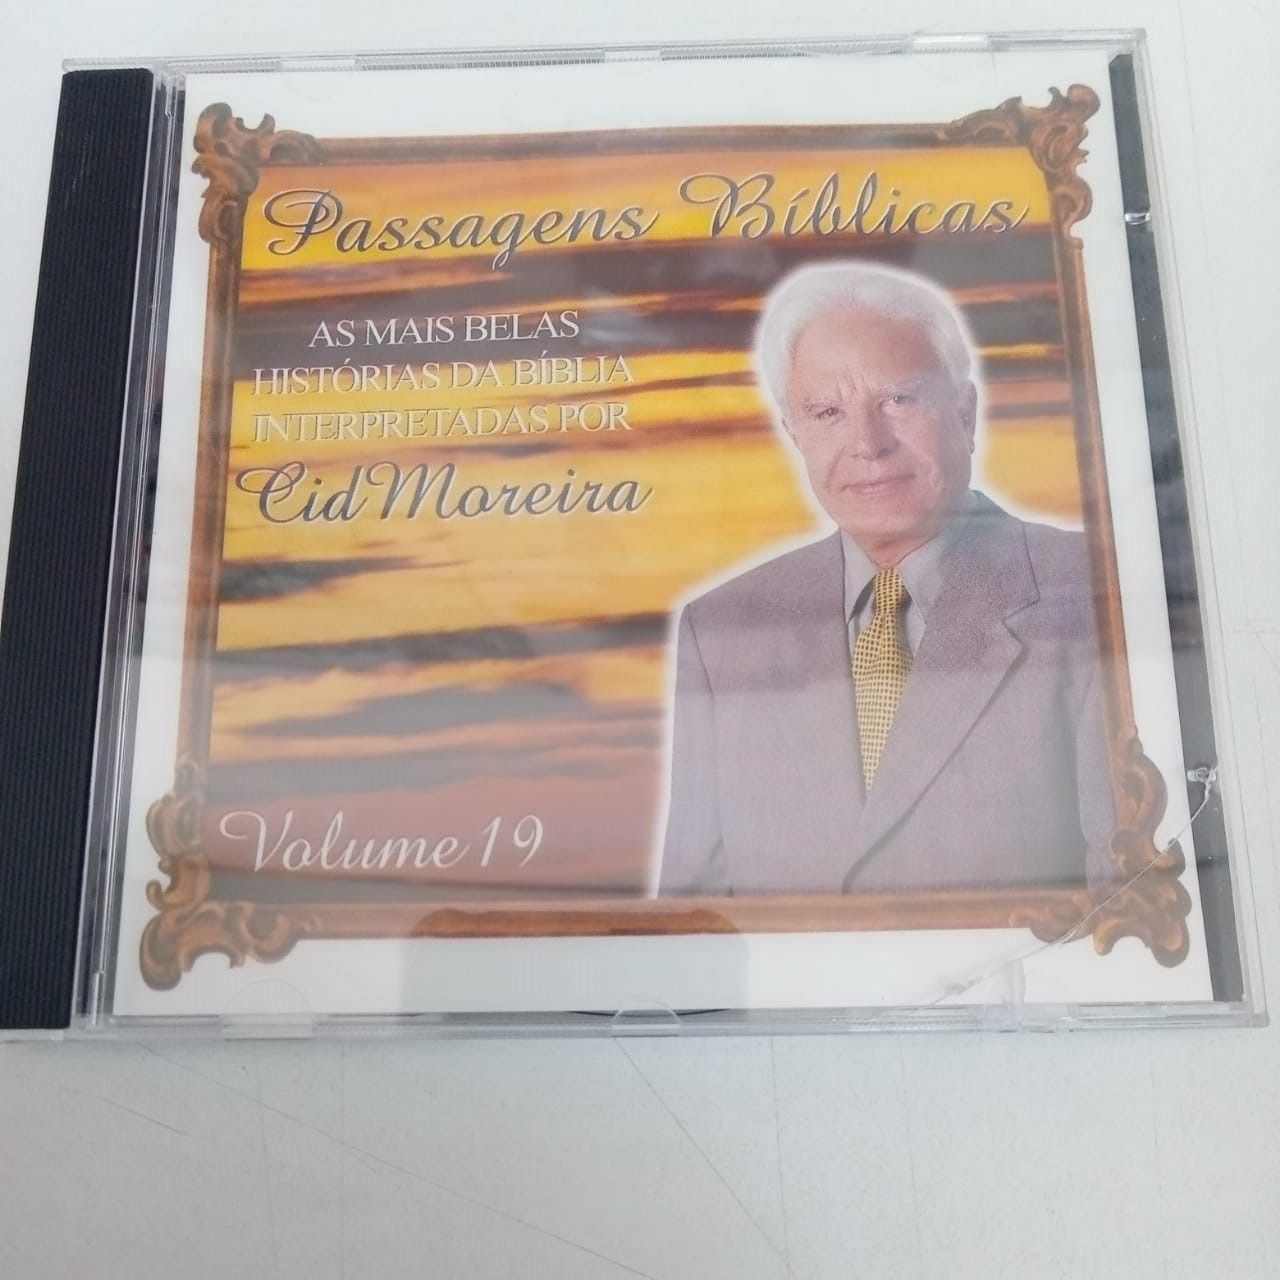 Passagens Bíblicas
AS MAIS BELAS
HISTÓRIAS DA BÍBLIA
INTERPRETADAS POR
Cid Moreira
Volume 19